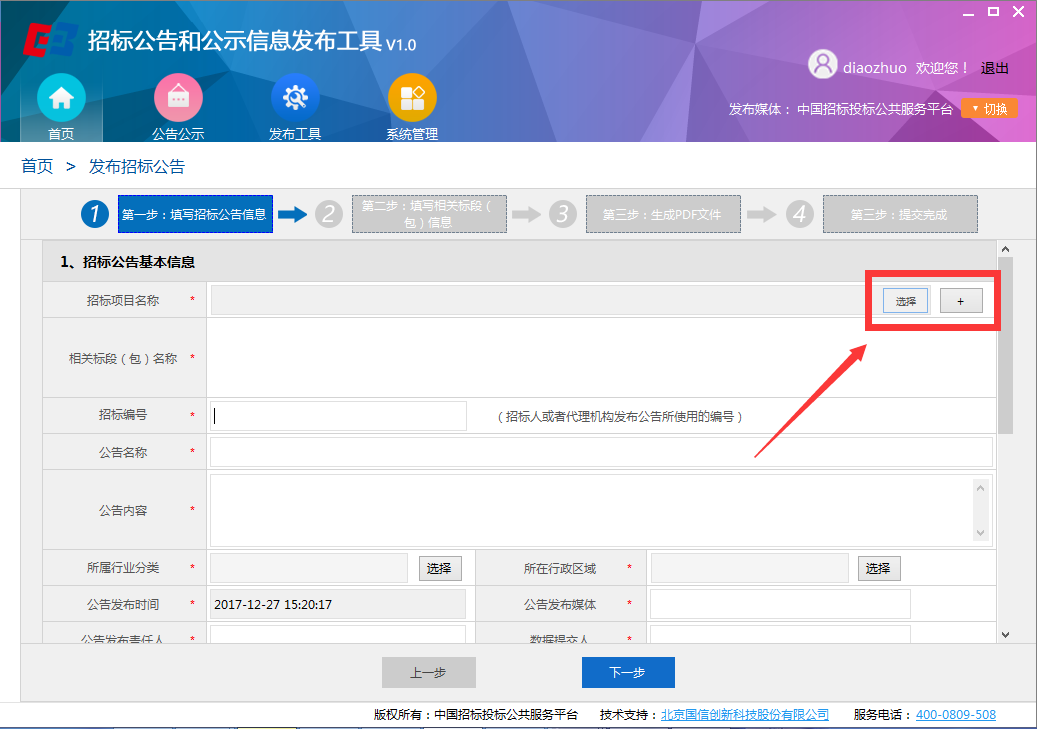 招标公告和公示信息发布工具 V1.0
diaozhuo 欢迎您！ 退出
首页 公告公示 发布工具 系统管理
发布媒体： 中国招标投标公共服务平台 切换
首页 > 发布招标公告
1 第一步：填写招标公告信息 2 第二步：填写相关标段（包）信息 3 第三步：生成PDF文件 4 第三步：提交完成
1、招标公告基本信息
招标项目名称 * 选择 +
相关标段（包）名称 *
招标编号 * （招标人或者代理机构发布公告所使用的编号）
公告名称 *
公告内容 *
所属行业分类 * 选择 所在行政区域 * 选择
公告发布时间 * 2017-12-27 15:20:17 公告发布媒体 *
公告发布责任人 * 数据提交人 *
上一步 下一步
版权所有：中国招标投标公共服务平台 技术支持：北京国信创新科技股份有限公司 服务电话：400-0809-508